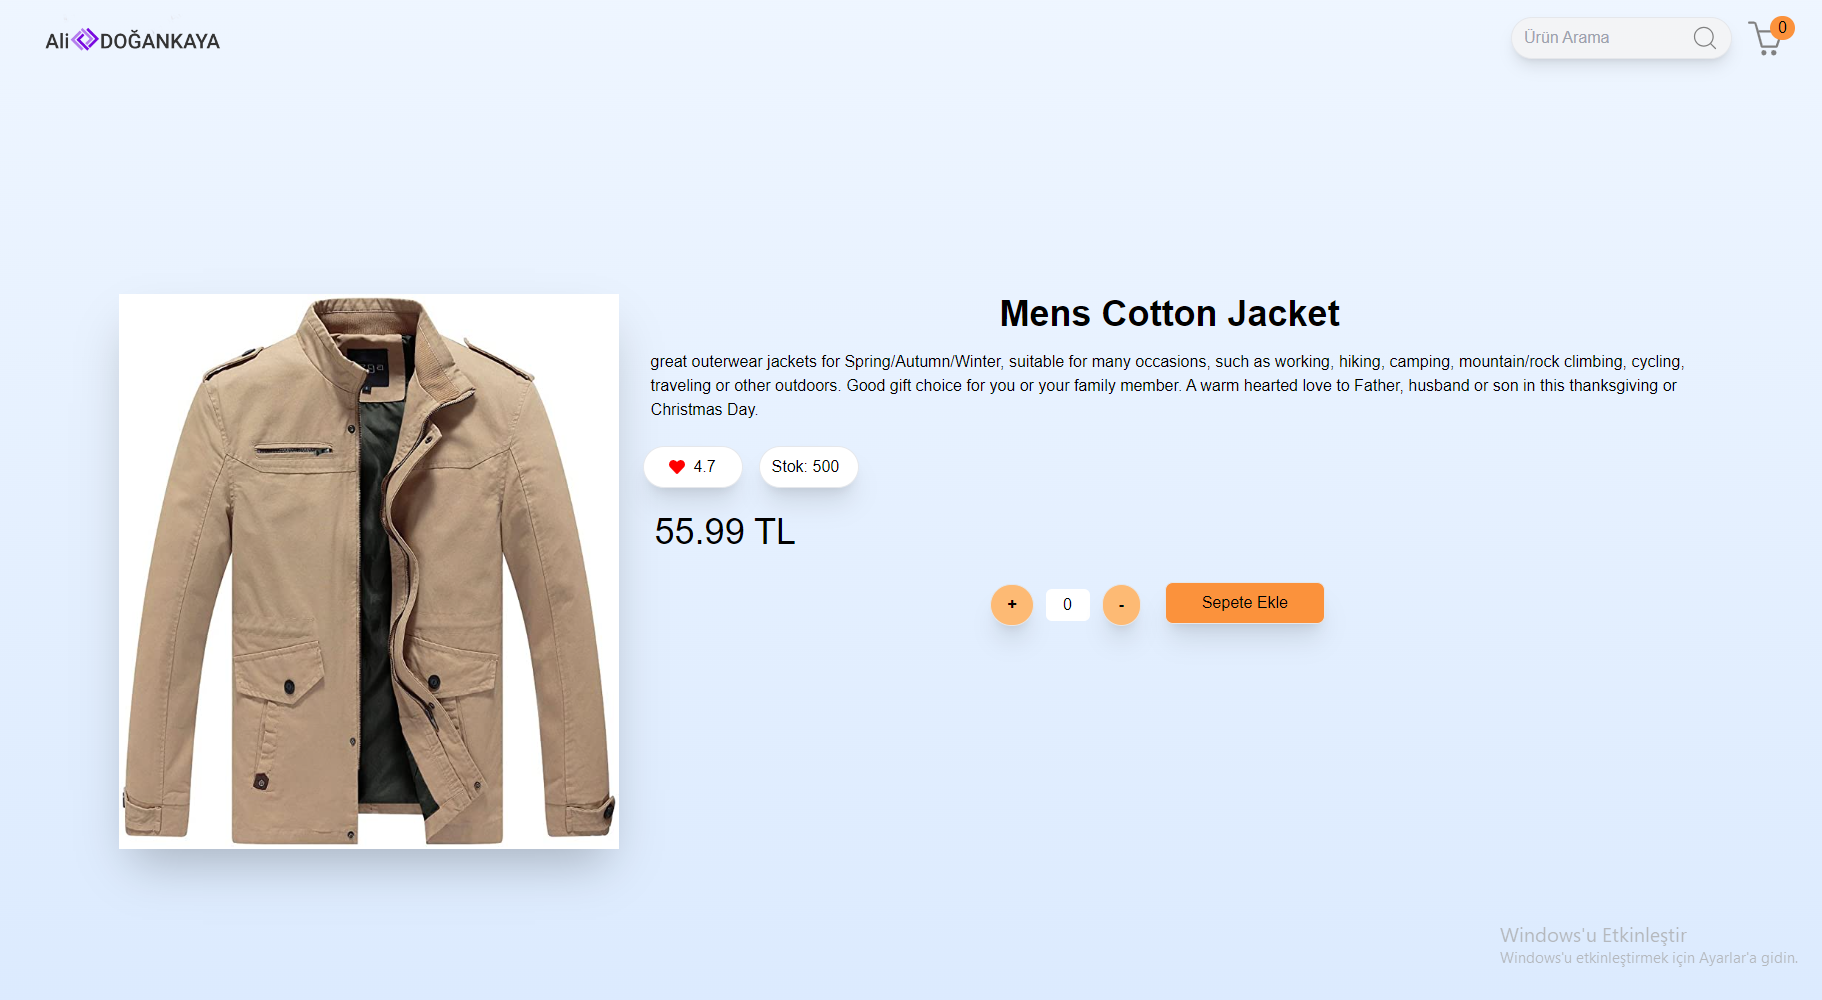 Ali DOĞANKAYA
Ürün Arama
0
Mens Cotton Jacket
great outerwear jackets for Spring/Autumn/Winter, suitable for many occasions, such as working, hiking, camping, mountain/rock climbing, cycling,
traveling or other outdoors. Good gift choice for you or your family member. A warm hearted love to Father, husband or son in this thanksgiving or
Christmas Day.
4.7
Stok: 500
55.99 TL
+
0
-
Sepete Ekle
Windows'u Etkinleştir
Windows'u etkinleştirmek için Ayarlar'a gidin.